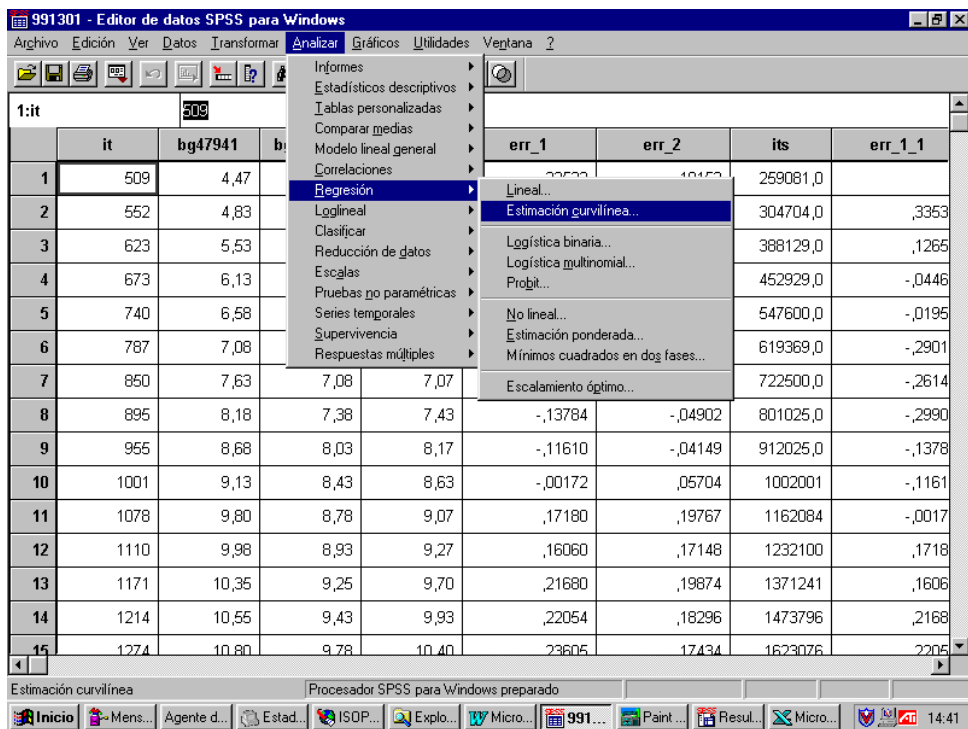 991301 - Editor de datos SPSS para Windows
Archivo Edición Ver Datos Transformar Analizar Gráficos Utilidades Ventana ?
1:it 509
Informes
Estadísticos descriptivos
Tablas personalizadas
Comparar medias
Modelo lineal general
Correlaciones
Regresión
Loglineal
Clasificar
Reducción de datos
Escalas
Pruebas no paramétricas
Series temporales
Supervivencia
Respuestas múltiples
Lineal...
Estimación curvilínea...
Logística binaria...
Logística multinomial...
Probit...
No lineal...
Estimación ponderada...
Mínimos cuadrados en dos fases...
Escalamiento óptimo...
it bg47941 err_1 err_2 its err_1_1
1 509 4,47 259081,0
2 552 4,83 304704,0 ,3353
3 623 5,53 388129,0 ,1265
4 673 6,13 452929,0 -,0446
5 740 6,58 547600,0 -,0195
6 787 7,08 619369,0 -,2901
7 850 7,63 7,08 7,07 722500,0 -,2614
8 895 8,18 7,38 7,43 -,13784 -,04902 801025,0 -,2990
9 955 8,68 8,03 8,17 -,11610 -,04149 912025,0 -,1378
10 1001 9,13 8,43 8,63 -,00172 ,05704 1002001 -,1161
11 1078 9,80 8,78 9,07 ,17180 ,19767 1162084 -,0017
12 1110 9,98 8,93 9,27 ,16060 ,17148 1232100 ,1718
13 1171 10,35 9,25 9,70 ,21680 ,19874 1371241 ,1606
14 1214 10,55 9,43 9,93 ,22054 ,18296 1473796 ,2168
15 1274 10,80 9,78 10,40 ,23605 ,17434 1623076 ,2205
Estimación curvilínea Procesador SPSS para Windows preparado
Inicio Mens... Agente d... Estad... ISOP... Explo... Micro... 991... Paint ... Resul... Micro... 14:41